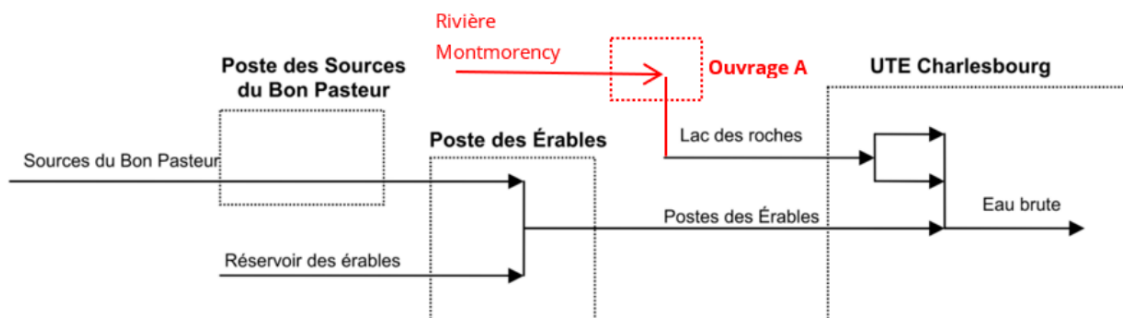 Rivière
Montmorency
Ouvrage A
Poste des Sources
du Bon Pasteur
UTE Charlesbourg
Poste des Érables
Lac des roches
Sources du Bon Pasteur
Eau brute
Postes des Érables
Réservoir des érables